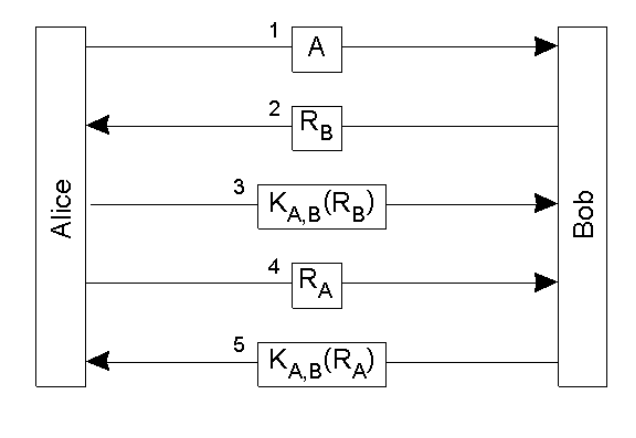 1 A
2 R_B
3 K_A,B(R_B)
4 R_A
5 K_A,B(R_A)
Alice
Bob